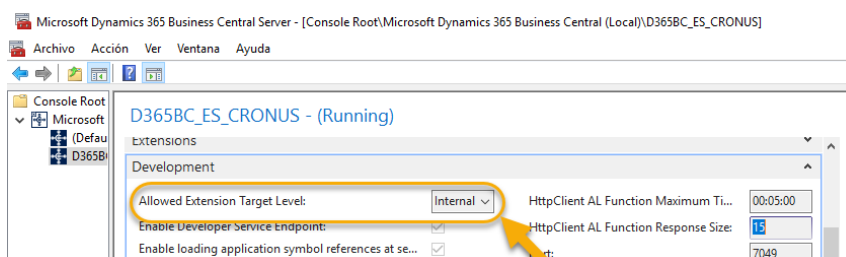 Microsoft Dynamics 365 Business Central Server - [Console Root\Microsoft Dynamics 365 Business Central (Local)\D365BC_ES_CRONUS]
Archivo Acción Ver Ventana Ayuda
Console Root
Microsoft
(Defau
D365B
D365BC_ES_CRONUS - (Running)
Extensions
Development
Allowed Extension Target Level: Internal HttpClient AL Function Maximum Ti... 00:05:00
Enable Developer Service Endpoint: HttpClient AL Function Response Size: 15
Enable loading application symbol references at se... 7049